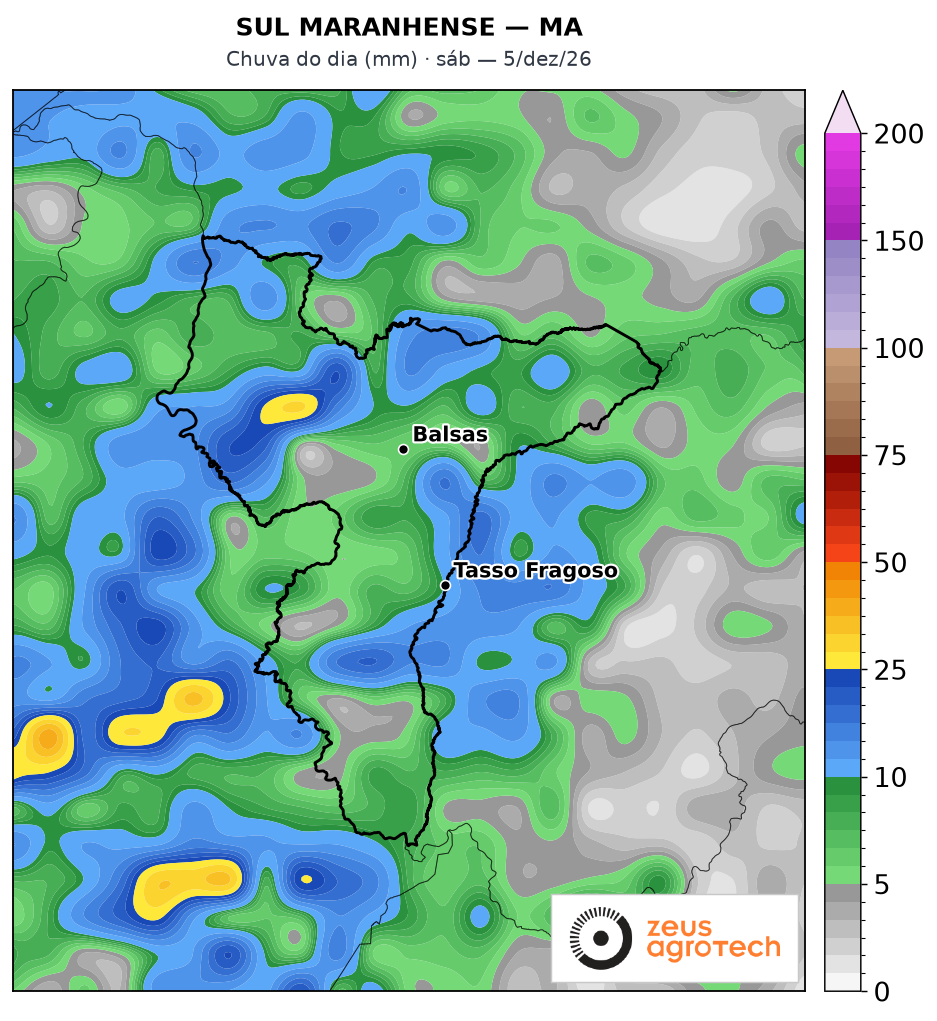 SUL MARANHENSE — MA
Chuva do dia (mm) · sáb — 5/dez/26
200
150
100
75
50
25
10
5
0
Balsas
Tasso Fragoso
zeus
agrotech